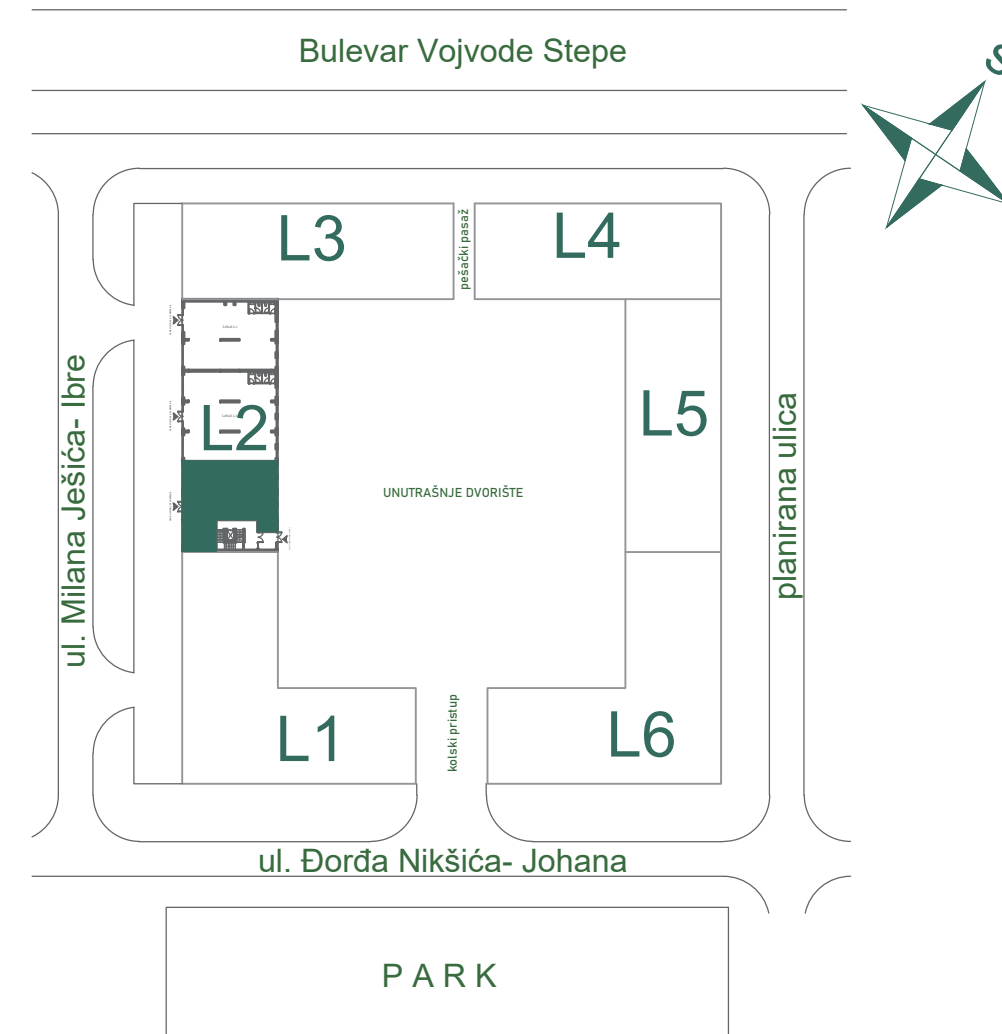 Bulevar Vojvode Stepe
S
L3
pešački pasaž
L4
L2
L5
ul. Milana Ješića- Ibre
UNUTRAŠNJE DVORIŠTE
planirana ulica
L1
kolski pristup
L6
ul. Đorđa Nikšića- Johana
PARK